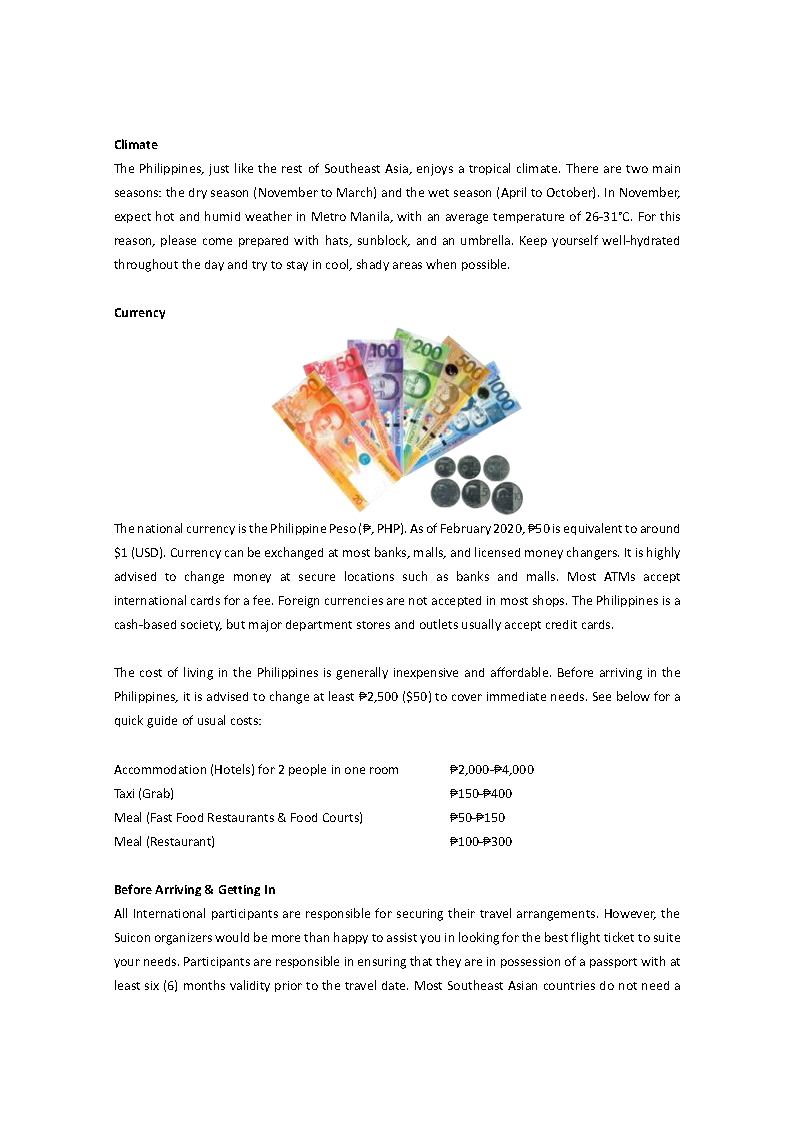 Climate
The Philippines, just like the rest of Southeast Asia, enjoys a tropical climate. There are two main
seasons: the dry season (November to March) and the wet season (April to October). In November,
expect hot and humid weather in Metro Manila, with an average temperature of 26-31°C. For this
reason, please come prepared with hats, sunblock, and an umbrella. Keep yourself well-hydrated
throughout the day and try to stay in cool, shady areas when possible.
Currency
20
50
100
200
500
1000
20
The national currency is the Philippine Peso (₱, PHP). As of February 2020, ₱50 is equivalent to around
$1 (USD). Currency can be exchanged at most banks, malls, and licensed money changers. It is highly
advised to change money at secure locations such as banks and malls. Most ATMs accept
international cards for a fee. Foreign currencies are not accepted in most shops. The Philippines is a
cash-based society, but major department stores and outlets usually accept credit cards.
The cost of living in the Philippines is generally inexpensive and affordable. Before arriving in the
Philippines, it is advised to change at least ₱2,500 ($50) to cover immediate needs. See below for a
quick guide of usual costs:
Accommodation (Hotels) for 2 people in one room ₱2,000-₱4,000
Taxi (Grab) ₱150-₱400
Meal (Fast Food Restaurants & Food Courts) ₱50-₱150
Meal (Restaurant) ₱100-₱300
Before Arriving & Getting In
All International participants are responsible for securing their travel arrangements. However, the
Suicon organizers would be more than happy to assist you in looking for the best flight ticket to suite
your needs. Participants are responsible in ensuring that they are in possession of a passport with at
least six (6) months validity prior to the travel date. Most Southeast Asian countries do not need a